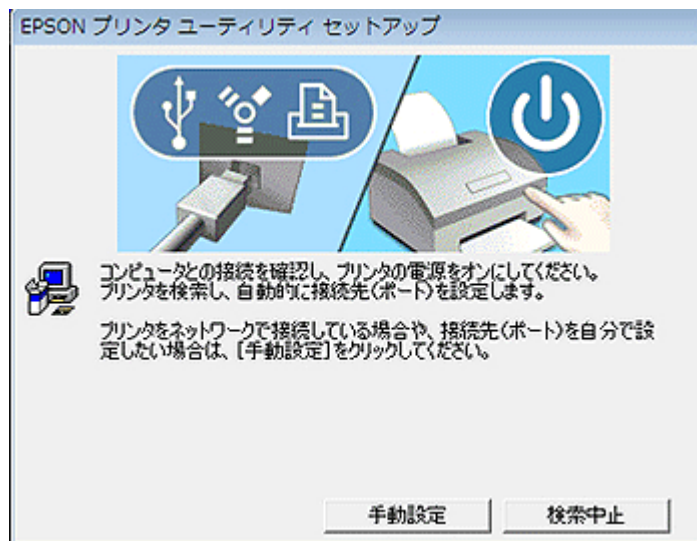 EPSON プリンタ ユーティリティ セットアップ
コンピュータとの接続を確認し、プリンタの電源をオンにしてください。
プリンタを検索し、自動的に接続先(ポート)を設定します。
プリンタをネットワークで接続している場合や、接続先(ポート)を自分で設
定したい場合は、[手動設定]をクリックしてください。
手動設定
検索中止